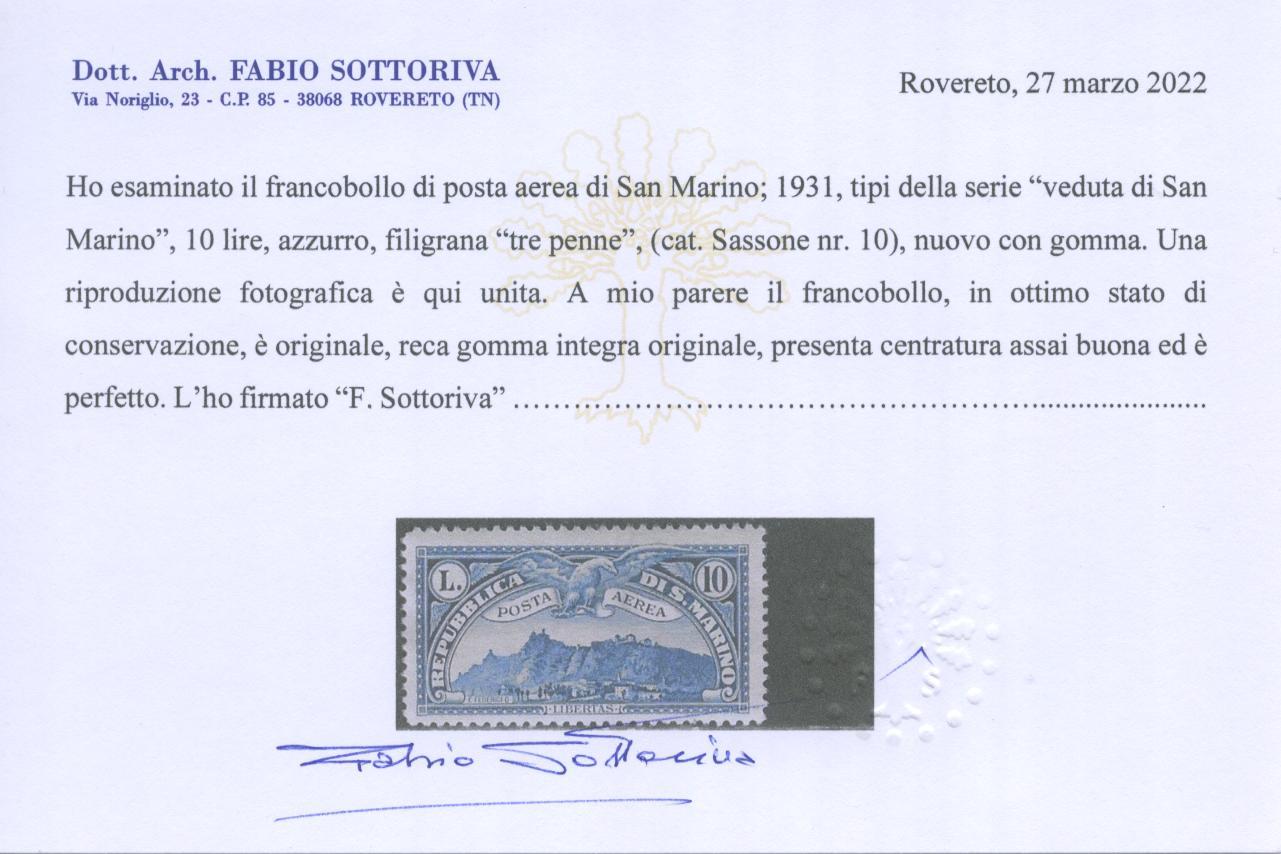 Dott. Arch. FABIO SOTTORIVA
Via Noriglio, 23 - C.P. 85 - 38068 ROVERETO (TN)
Rovereto, 27 marzo 2022
Ho esaminato il francobollo di posta aerea di San Marino; 1931, tipi della serie “veduta di San
Marino”, 10 lire, azzurro, filigrana “tre penne”, (cat. Sassone nr. 10), nuovo con gomma. Una
riproduzione fotografica è qui unita. A mio parere il francobollo, in ottimo stato di
conservazione, è originale, reca gomma integra originale, presenta centratura assai buona ed è
perfetto. L’ho firmato “F. Sottoriva” ..........................................................................................
L. 10
REPUBBLICA DI S. MARINO
POSTA AEREA
LIBERTAS
Fabio Sottoriva
S